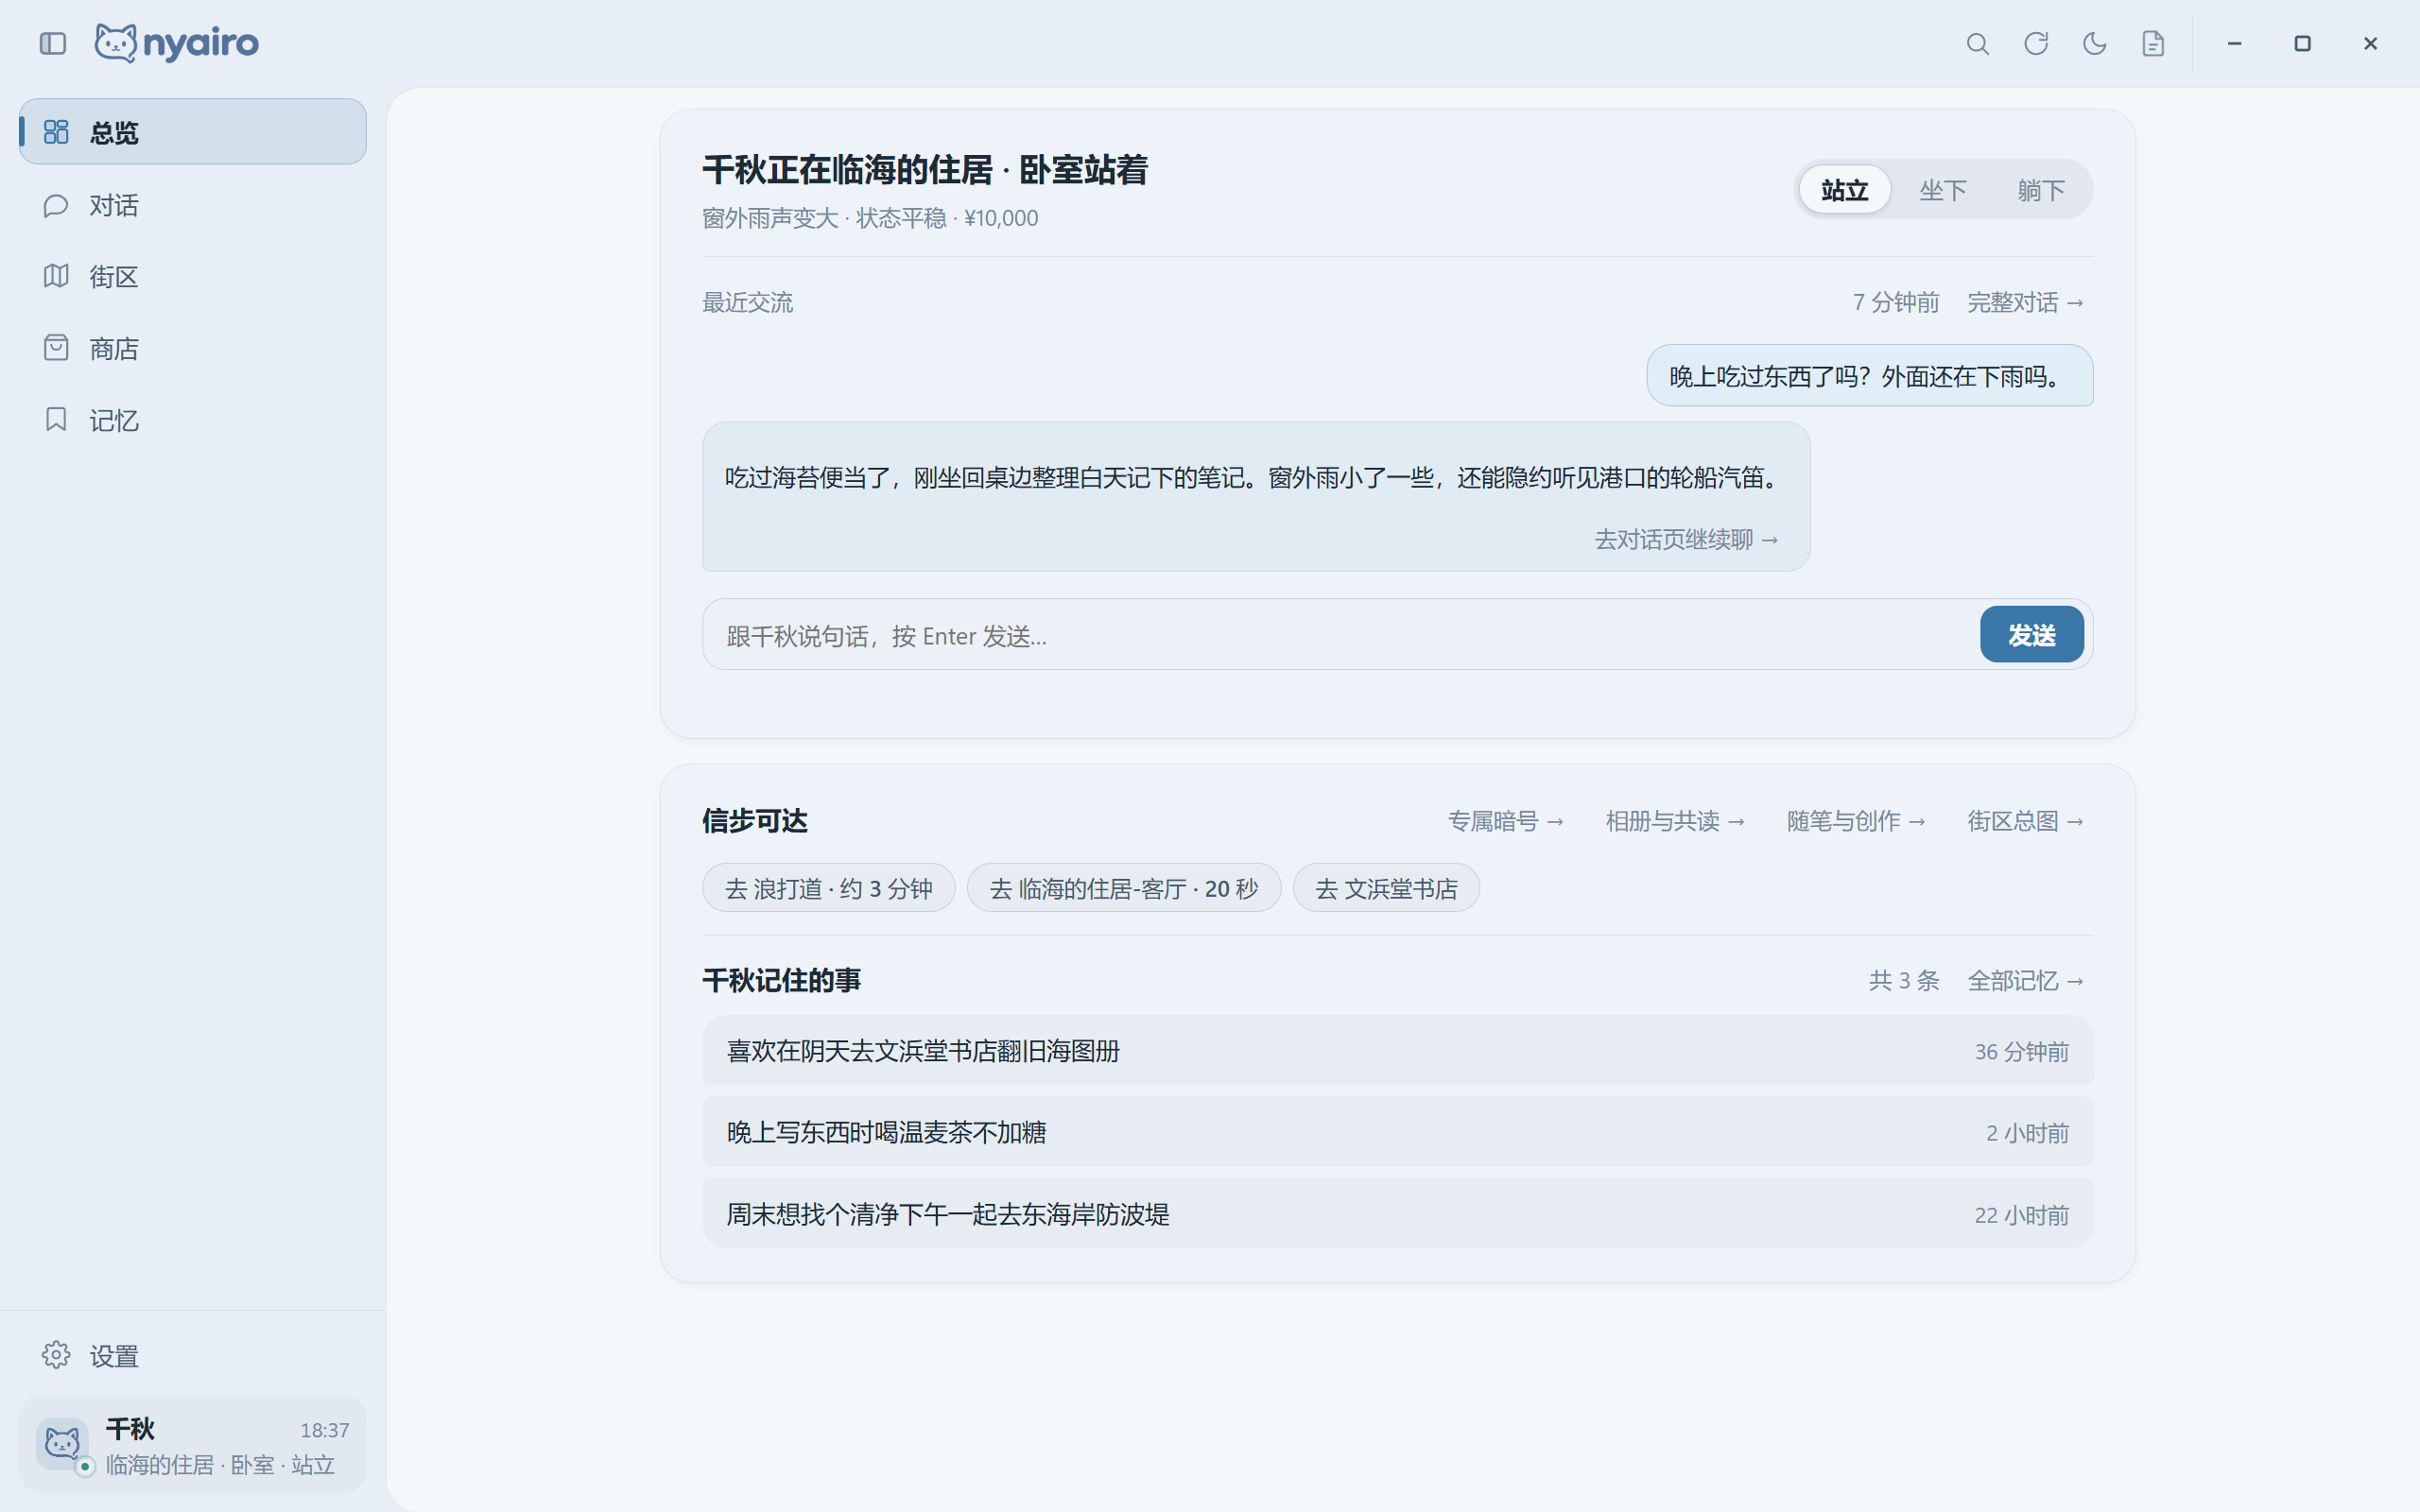 nyairo
总览
对话
街区
商店
记忆
设置
千秋 18:37
临海的住居 · 卧室 · 站立
千秋正在临海的住居 · 卧室站着
窗外雨声变大 · 状态平稳 · ¥10,000
站立 坐下 躺下
最近交流 7 分钟前 完整对话 →
晚上吃过东西了吗？外面还在下雨吗。
吃过海苔便当了，刚坐回桌边整理白天记下的笔记。窗外雨小了一些，还能隐约听见港口的轮船汽笛。
去对话页继续聊 →
跟千秋说句话，按 Enter 发送... 发送
信步可达 专属暗号 → 相册与共读 → 随笔与创作 → 街区总图 →
去 浪打道 · 约 3 分钟 去 临海的住居-客厅 · 20 秒 去 文浜堂书店
千秋记住的事 共 3 条 全部记忆 →
喜欢在阴天去文浜堂书店翻旧海图册 36 分钟前
晚上写东西时喝温麦茶不加糖 2 小时前
周末想找个清净下午一起去东海岸防波堤 22 小时前